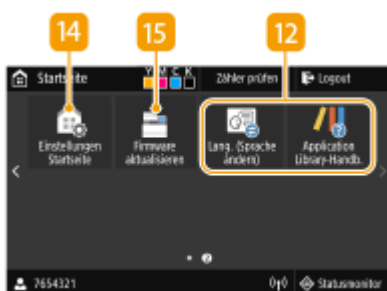 14
15
12
Startseite
Y M C K
Zähler prüfen
Logout
Einstellungen
Startseite
Firmware
aktualisieren
Lang. (Sprache
ändern)
Application
Library-Handb.
7654321
Statusmonitor